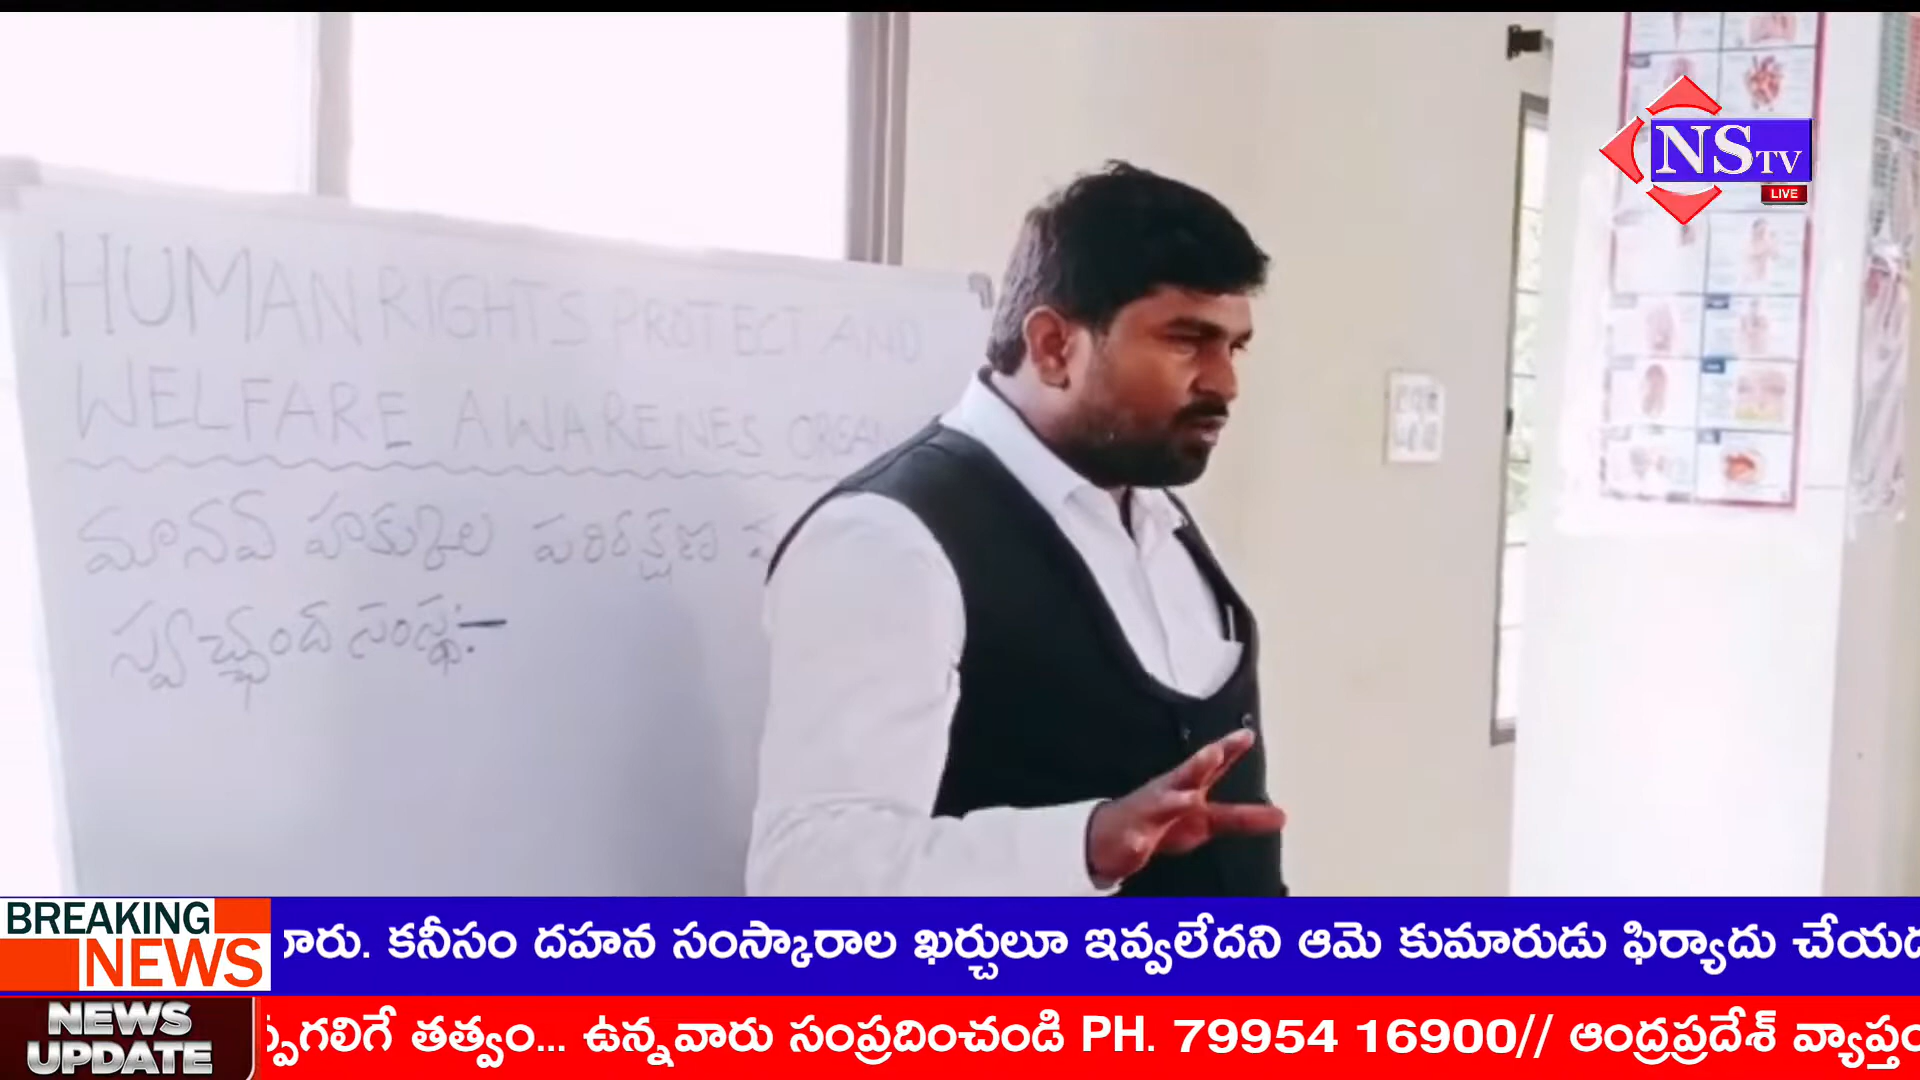 NSTV
LIVE
HUMAN RIGHTS PROTECT AND
WELFARE AWARENES
మానవ్ హక్కుల పరిరక్షణ
స్వచ్ఛంద సంస్థ:-
BREAKING
NEWS
కనీసం దహన సంస్కారాల ఖర్చులూ ఇవ్వలేదని ఆమె కుమారుడు ఫిర్యాదు
NEWS
UPDATE
తత్వం... ఉన్నవారు సంప్రదించండి PH. 79954 16900// ఆంధ్రప్రదేశ్